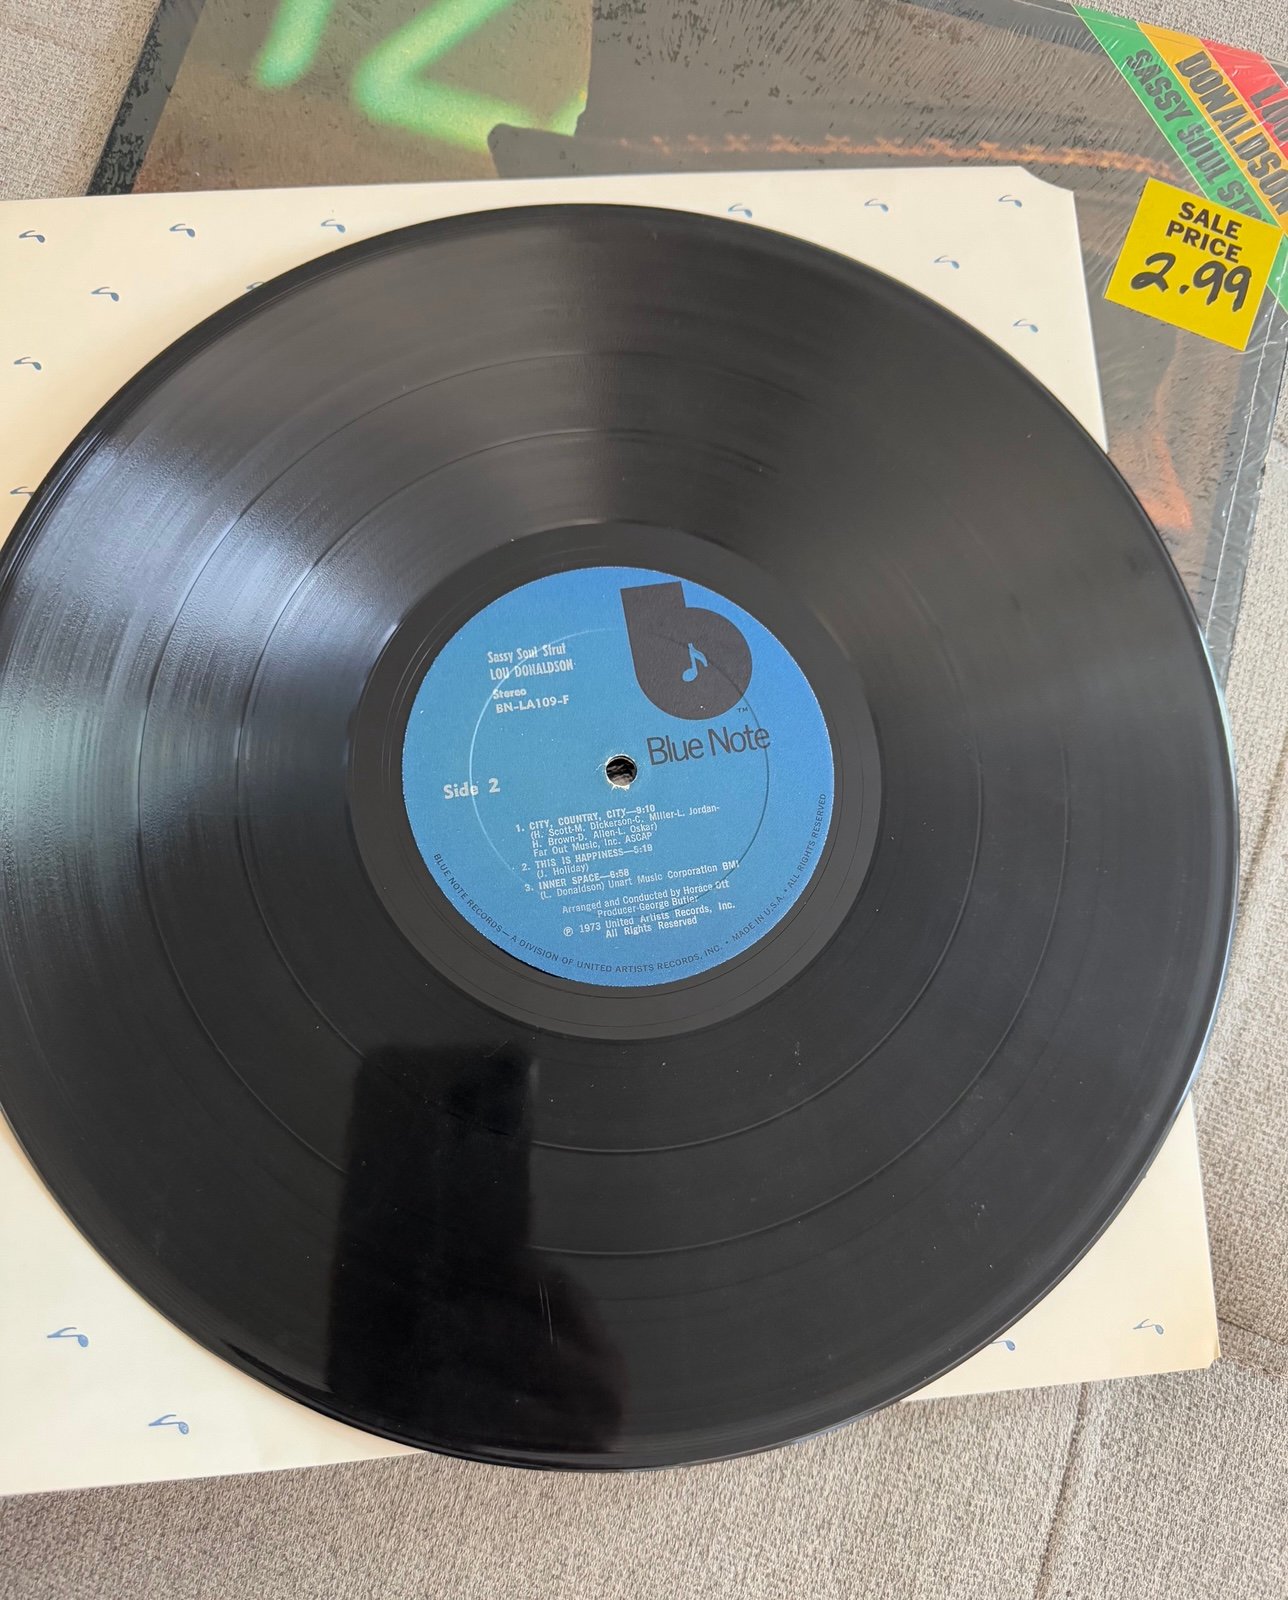 12
DONALDSON
SASSY SOUL
SALE
PRICE
2.99
Sassy Soul Strut
LOU DONALDSON
Stereo
BN-LA109-F
b
TM
Blue Note
Side 2
1. CITY, COUNTRY, CITY—9:10
(H. Scott-M. Dickerson-C. Miller-L. Jordan-
H. Brown-D. Allen-L. Oskar)
Far Out Music, Inc. ASCAP
2. THIS IS HAPPINESS—5:19
(J. Holiday)
3. INNER SPACE—6:58
(L. Donaldson) Unart Music Corporation BMI
Arranged and Conducted by Horace Ott
Producer-George Butler
℗ 1973 United Artists Records, Inc.
All Rights Reserved
BLUE NOTE RECORDS—A DIVISION OF UNITED ARTISTS RECORDS, INC. • MADE IN U.S.A. • ALL RIGHTS RESERVED